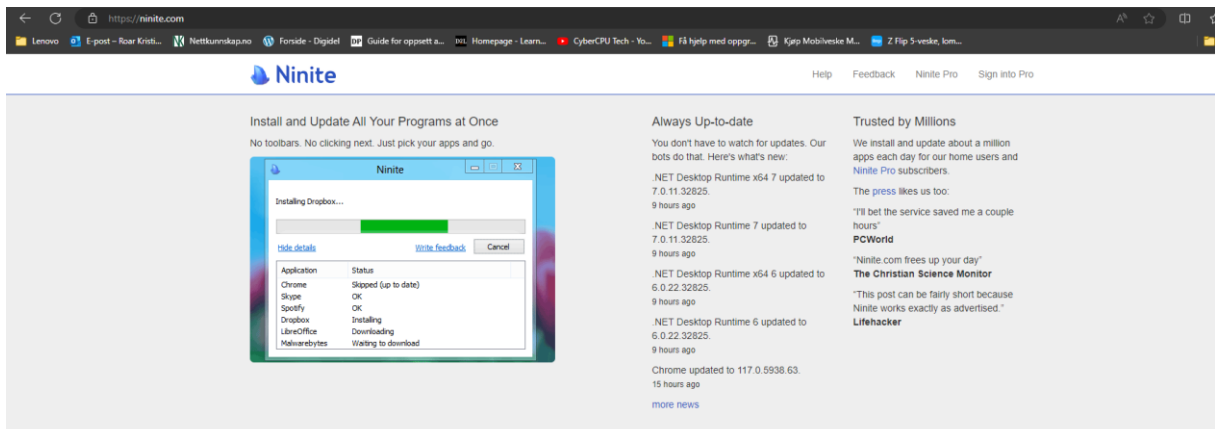 https://ninite.com
Lenovo E-post – Roar Kristi... Nettkunnskap.no Forside - Digidel Guide for oppsett a... Homepage - Learn... CyberCPU Tech - Yo... Få hjelp med oppgr... Kjøp Mobilveske M... Z Flip 5-veske, lom...
Ninite
Help Feedback Ninite Pro Sign into Pro
Install and Update All Your Programs at Once
No toolbars. No clicking next. Just pick your apps and go.
Ninite
Installing Dropbox...
Hide details Write feedback Cancel
Application Status
Chrome Skipped (up to date)
Skype OK
Spotify OK
Dropbox Installing
LibreOffice Downloading
Malwarebytes Waiting to download
Always Up-to-date
You don't have to watch for updates. Our
bots do that. Here's what's new:
.NET Desktop Runtime x64 7 updated to
7.0.11.32825.
9 hours ago
.NET Desktop Runtime 7 updated to
7.0.11.32825.
9 hours ago
.NET Desktop Runtime x64 6 updated to
6.0.22.32825.
9 hours ago
.NET Desktop Runtime 6 updated to
6.0.22.32825.
9 hours ago
Chrome updated to 117.0.5938.63.
15 hours ago
more news
Trusted by Millions
We install and update about a million
apps each day for our home users and
Ninite Pro subscribers.
The press likes us too:
"I'll bet the service saved me a couple
hours"
PCWorld
"Ninite.com frees up your day"
The Christian Science Monitor
"This post can be fairly short because
Ninite works exactly as advertised."
Lifehacker